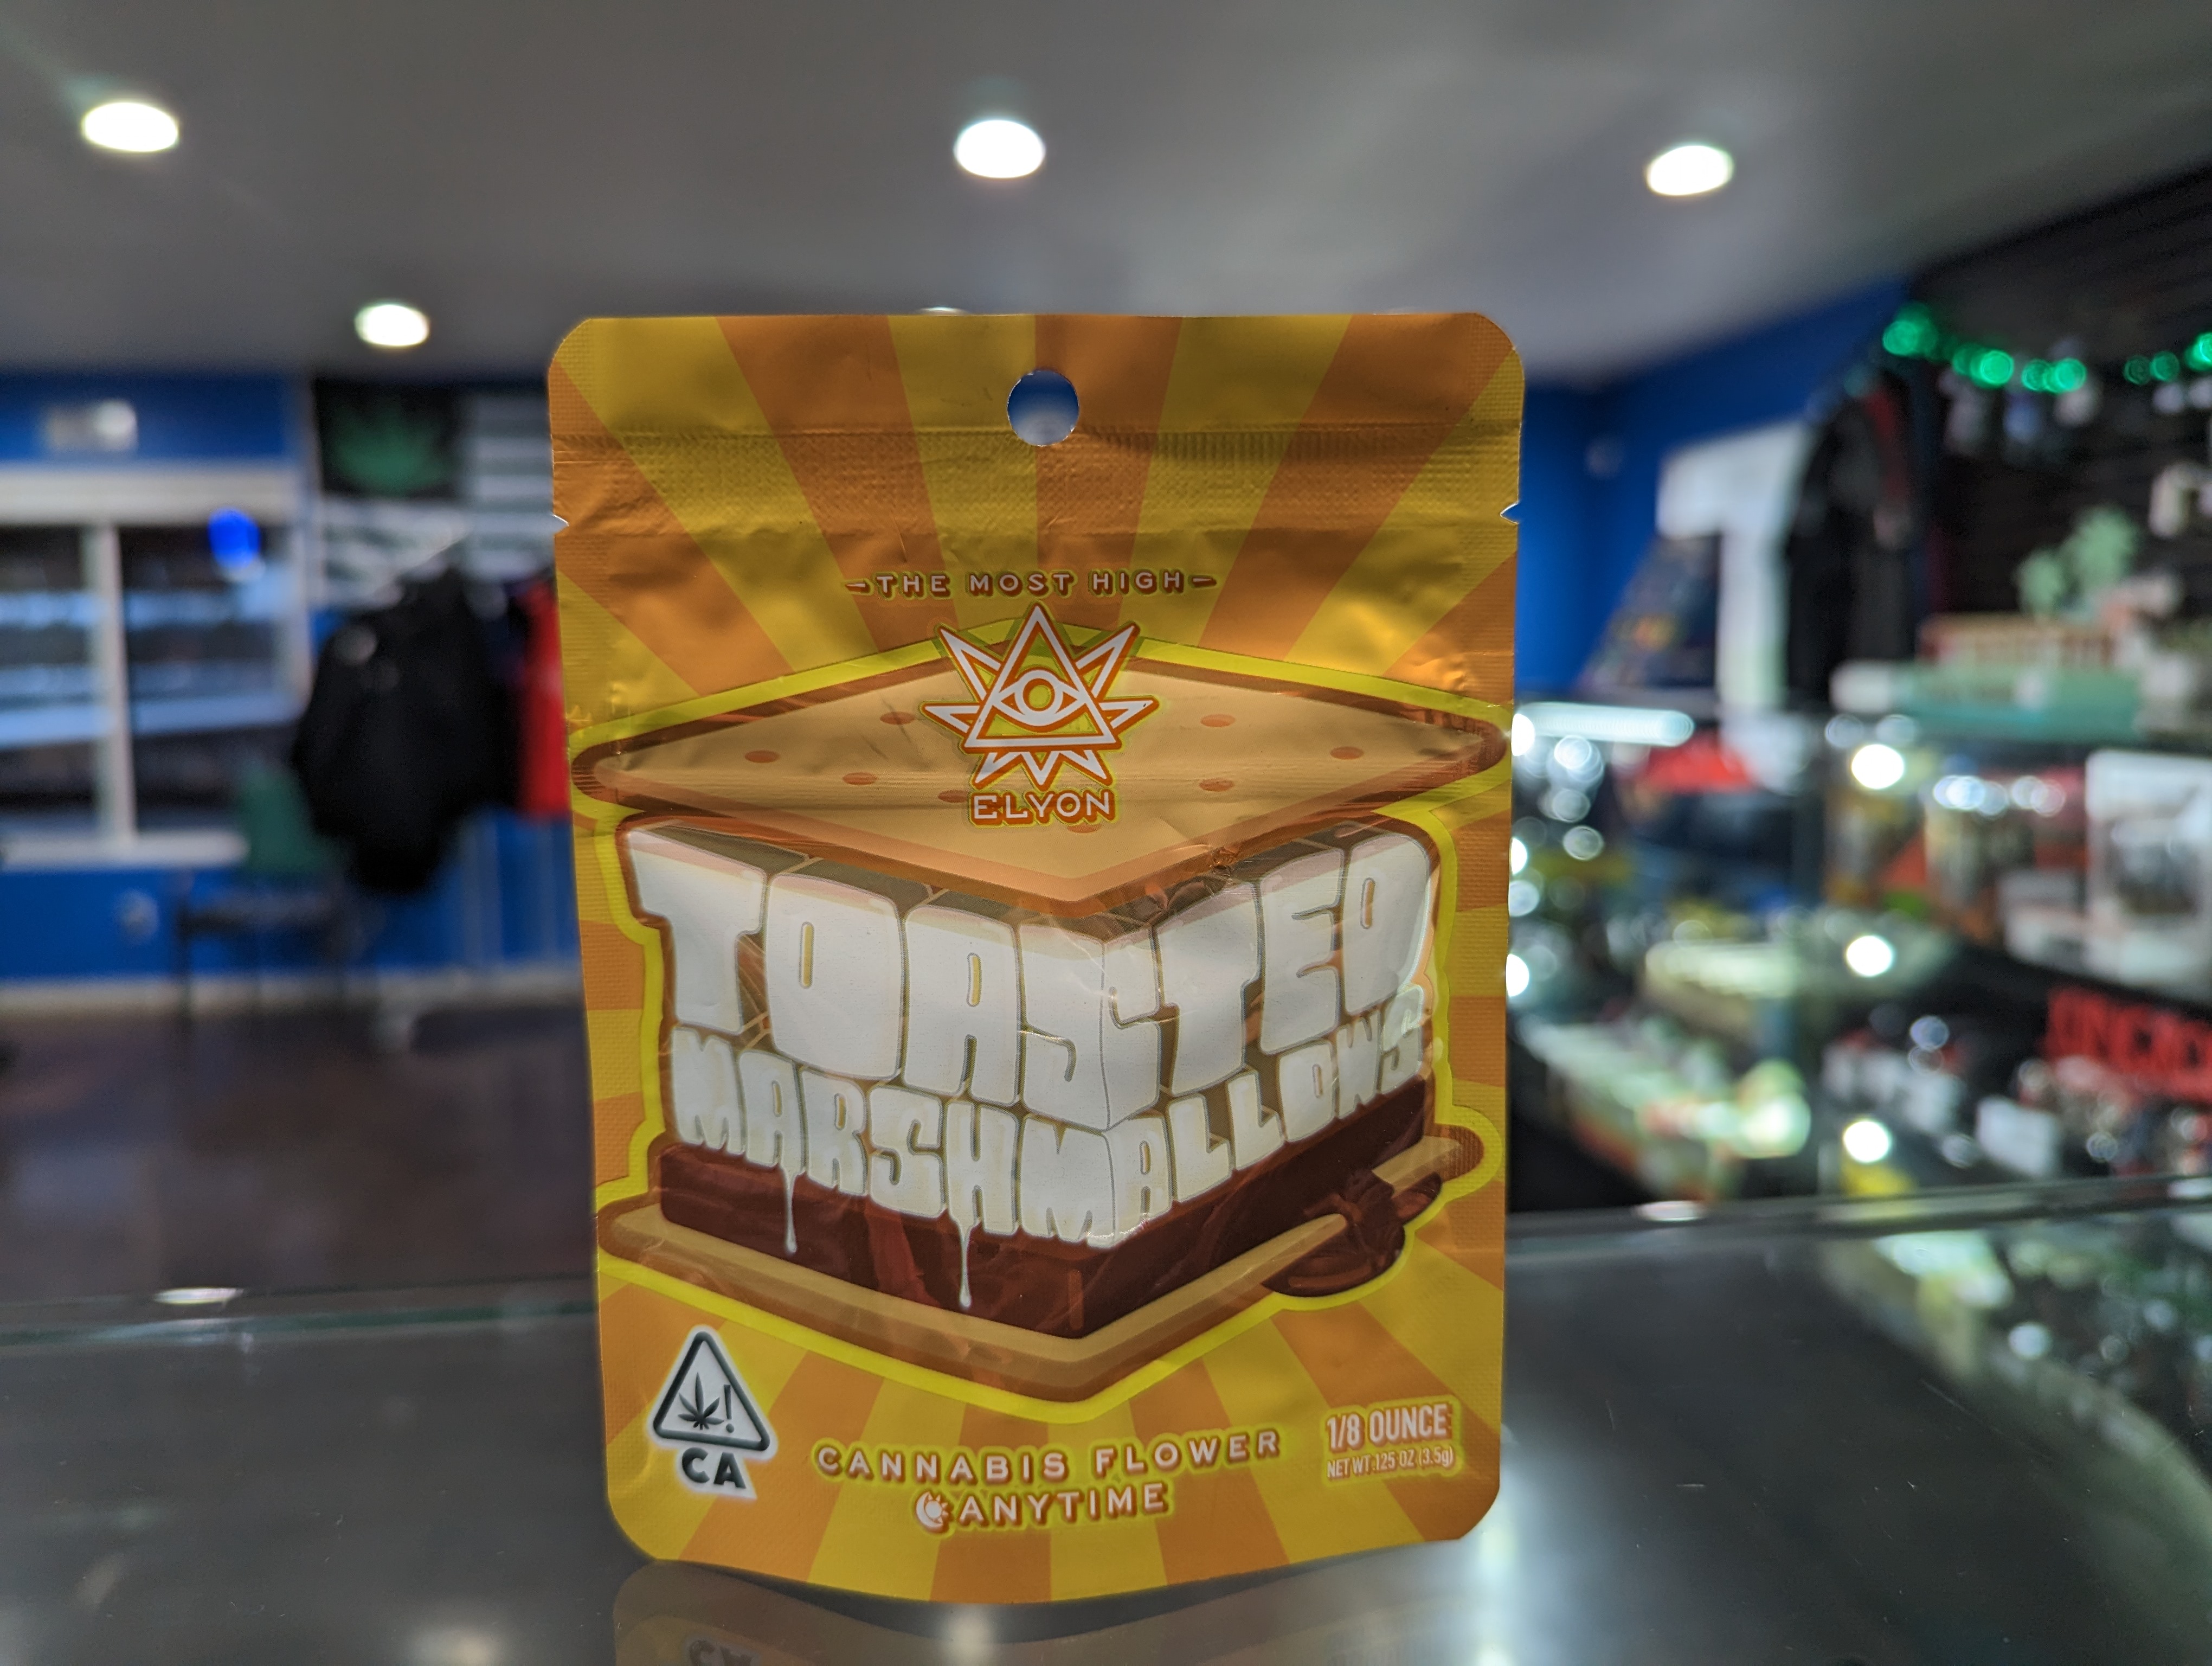 THE MOST HIGH
ELYON
TOASTED
MARSHMALLOWS
CA
CANNABIS FLOWER
ANYTIME
1/8 OUNCE
NET WT .125 OZ (3.5g)